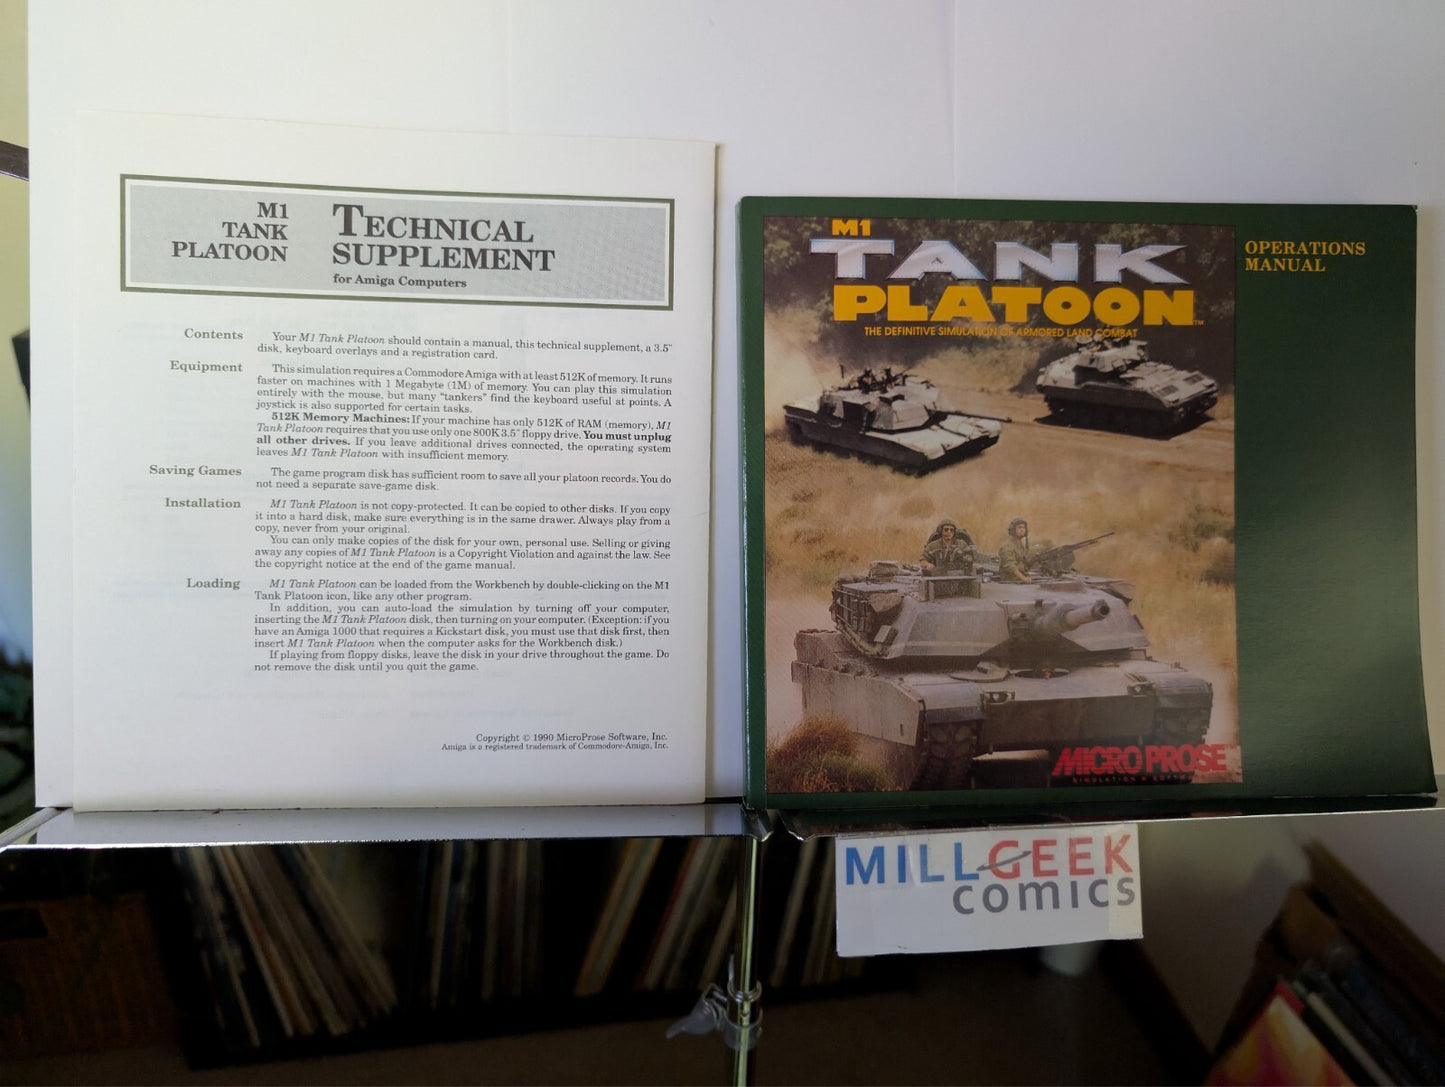 M1
TANK
PLATOON
TECHNICAL
SUPPLEMENT
for Amiga Computers
Contents
Your M1 Tank Platoon should contain a manual, this technical supplement, a 3.5"
disk, keyboard overlays and a registration card.
Equipment
This simulation requires a Commodore Amiga with at least 512K of memory. It runs
faster on machines with 1 Megabyte (1M) of memory. You can play this simulation
entirely with the mouse, but many "tankers" find the keyboard useful at points. A
joystick is also supported for certain tasks.
512K Memory Machines: If your machine has only 512K of RAM (memory), M1
Tank Platoon requires that you use only one 800K 3.5" floppy drive. You must unplug
all other drives. If you leave additional drives connected, the operating system
leaves M1 Tank Platoon with insufficient memory.
Saving Games
The game program disk has sufficient room to save all your platoon records. You do
not need a separate save-game disk.
Installation
M1 Tank Platoon is not copy-protected. It can be copied to other disks. If you copy
it into a hard disk, make sure everything is in the same drawer. Always play from a
copy, never from your original.
You can only make copies of the disk for your own, personal use. Selling or giving
away any copies of M1 Tank Platoon is a Copyright Violation and against the law. See
the copyright notice at the end of the game manual.
Loading
M1 Tank Platoon can be loaded from the Workbench by double-clicking on the M1
Tank Platoon icon, like any other program.
In addition, you can auto-load the simulation by turning off your computer,
inserting the M1 Tank Platoon disk, then turning on your computer. (Exception: if you
have an Amiga 1000 that requires a Kickstart disk, you must use that disk first, then
insert M1 Tank Platoon when the computer asks for the Workbench disk.)
If playing from floppy disks, leave the disk in your drive throughout the game. Do
not remove the disk until you quit the game.
Copyright © 1990 MicroProse Software, Inc.
Amiga is a registered trademark of Commodore-Amiga, Inc.
M1
TANK
PLATOON™
THE DEFINITIVE SIMULATION OF ARMORED LAND COMBAT
OPERATIONS
MANUAL
MICRO PROSE
SIMULATION • SOFTWARE
MILLGEEK
comics